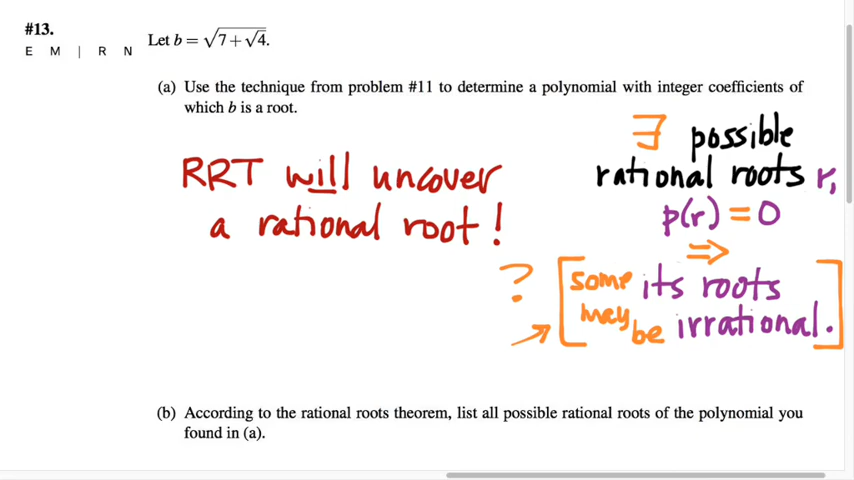 #13.
E M | R N
Let b = √7 + √4.
(a) Use the technique from problem #11 to determine a polynomial with integer coefficients of
which b is a root.
∃ possible
rational roots r,
p(r) = 0
⇒
RRT will uncover
a rational root!
? [some its roots
may be irrational.]
(b) According to the rational roots theorem, list all possible rational roots of the polynomial you
found in (a).